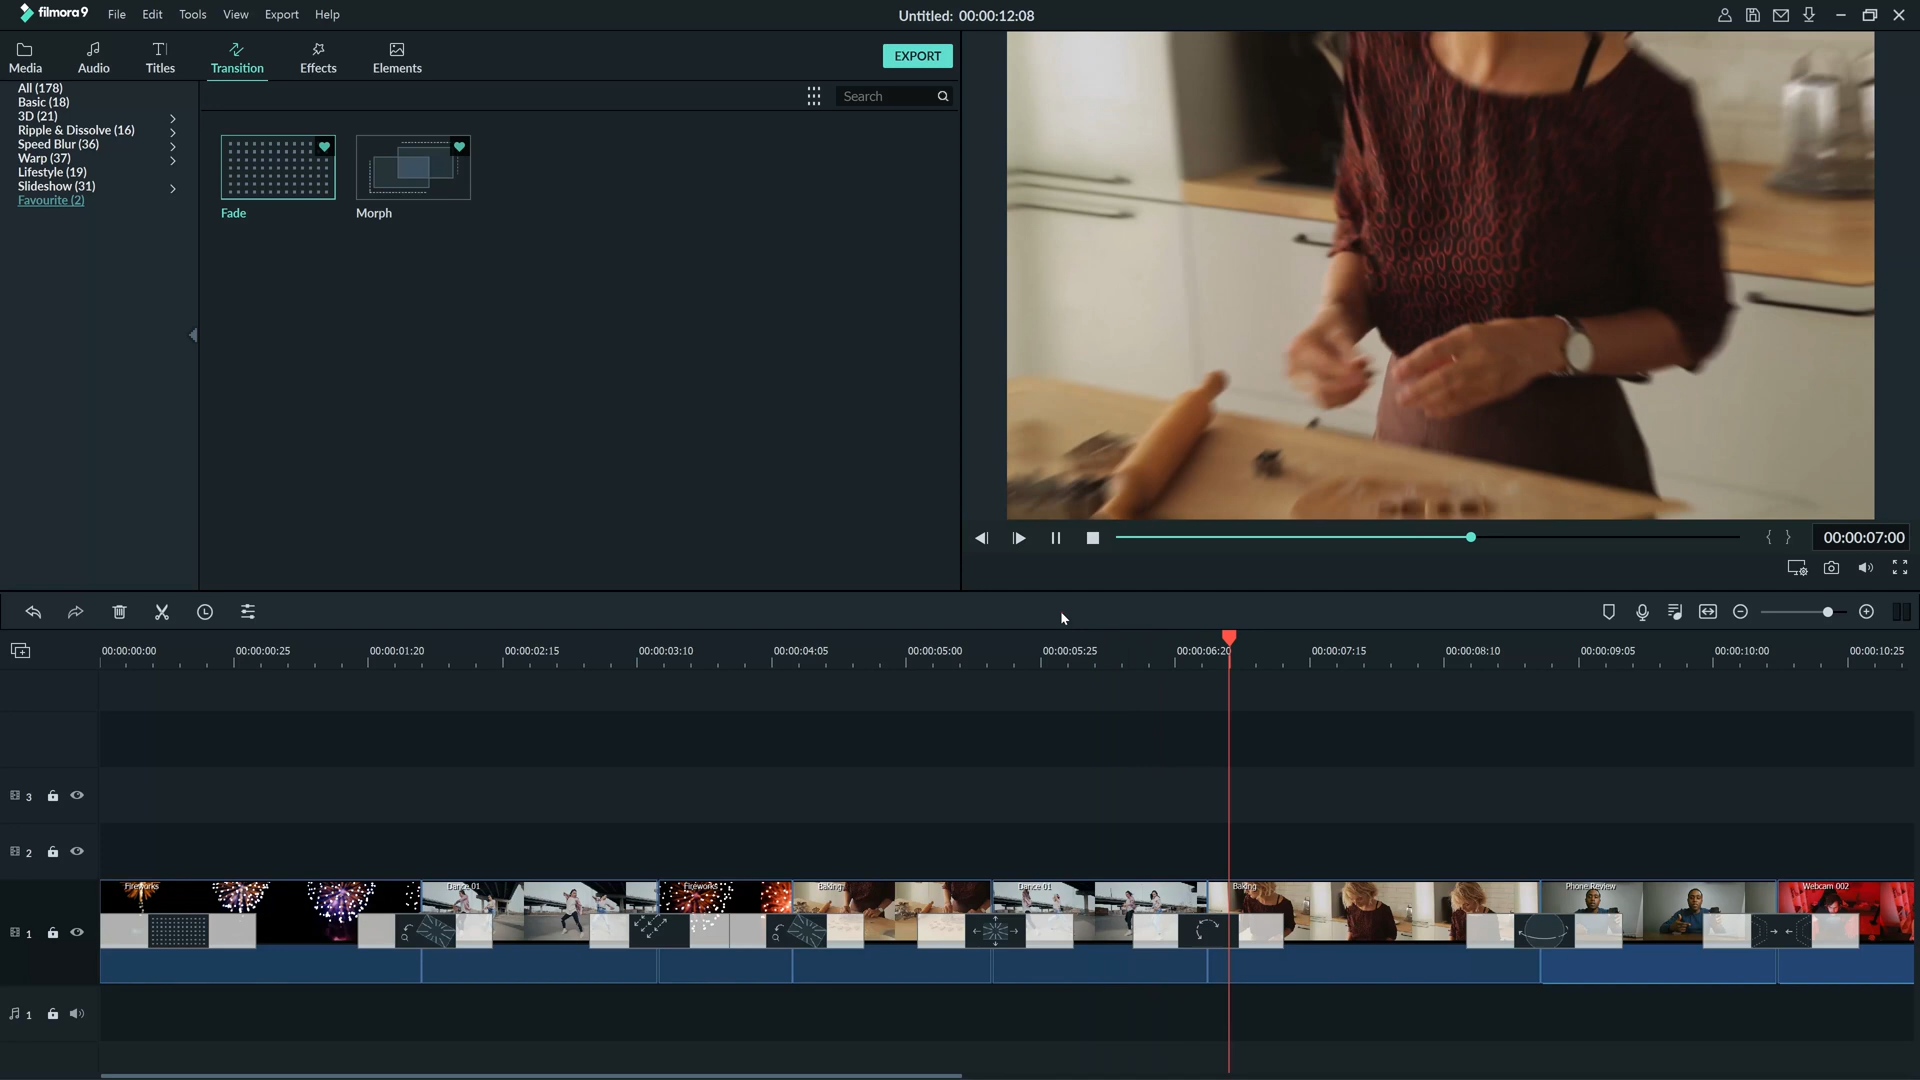 filmora9 File Edit Tools View Export Help
Untitled: 00:00:12:08
Media Audio Titles Transition Effects Elements
EXPORT
Search
All (178)
Basic (18)
3D (21)
Ripple & Dissolve (16)
Speed Blur (36)
Warp (37)
Lifestyle (19)
Slideshow (31)
Favourite (2)
Fade Morph
{ } 00:00:07:00
00:00:00:00 00:00:00:25 00:00:01:20 00:00:02:15 00:00:03:10 00:00:04:05 00:00:05:00 00:00:05:25 00:00:06:20 00:00:07:15 00:00:08:10 00:00:09:05 00:00:10:00 00:00:10:25
3
2
Fireworks Dance 01 Fireworks Baking Dance 01 Baking Phone Review Webcam 002
1
1